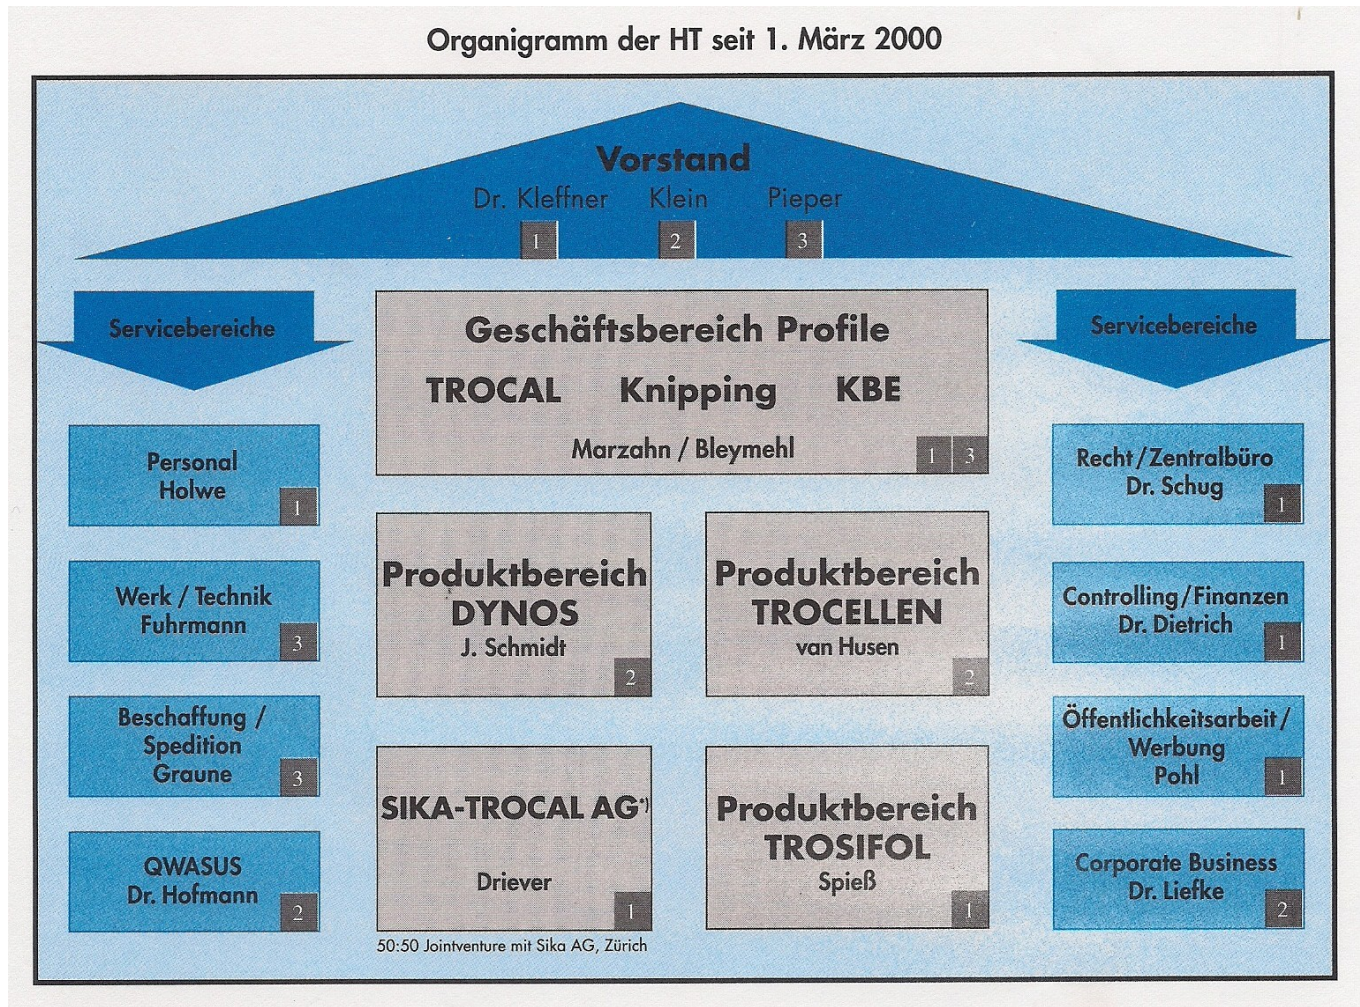 Organigramm der HT seit 1. März 2000
Vorstand
Dr. Kleffner Klein Pieper
1 2 3
Servicebereiche
Personal
Holwe
1
Werk / Technik
Fuhrmann
3
Beschaffung /
Spedition
Graune
3
QWASUS
Dr. Hofmann
2
Geschäftsbereich Profile
TROCAL Knipping KBE
Marzahn / Bleymehl
1 3
Produktbereich
DYNOS
J. Schmidt
2
Produktbereich
TROCELLEN
van Husen
2
SIKA-TROCAL AG*)
Driever
1
50:50 Jointventure mit Sika AG, Zürich
Produktbereich
TROSIFOL
Spieß
1
Servicebereiche
Recht/Zentralbüro
Dr. Schug
1
Controlling/Finanzen
Dr. Dietrich
1
Öffentlichkeitsarbeit/
Werbung
Pohl
1
Corporate Business
Dr. Liefke
2